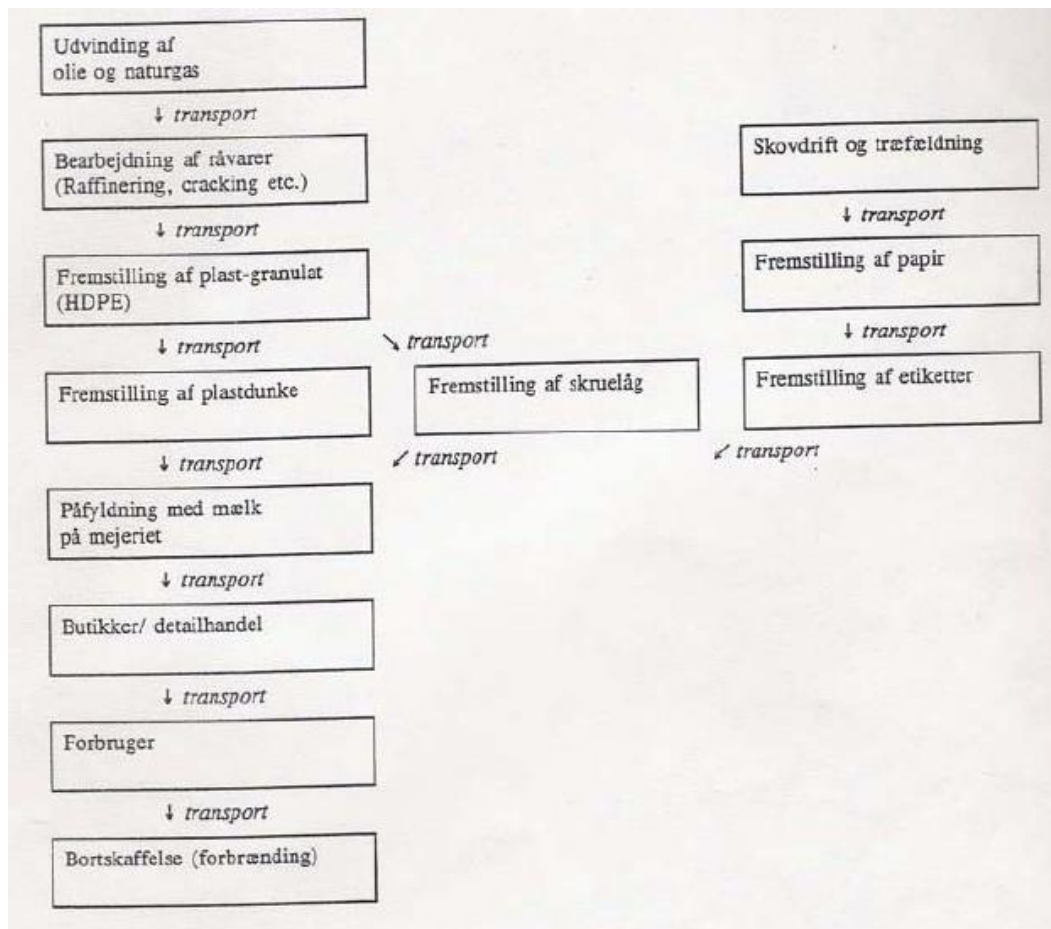 Udvinding af
olie og naturgas
↓ transport
Bearbejdning af råvarer
(Raffinering, cracking etc.)
↓ transport
Fremstilling af plast-granulat
(HDPE)
↓ transport
↘ transport
Fremstilling af plastdunke
Fremstilling af skruelåg
↓ transport
↙ transport
Skovdrift og træfældning
↓ transport
Fremstilling af papir
↓ transport
Fremstilling af etiketter
↙ transport
Påfyldning med mælk
på mejeriet
↓ transport
Butikker/ detailhandel
↓ transport
Forbruger
↓ transport
Bortskaffelse (forbrænding)